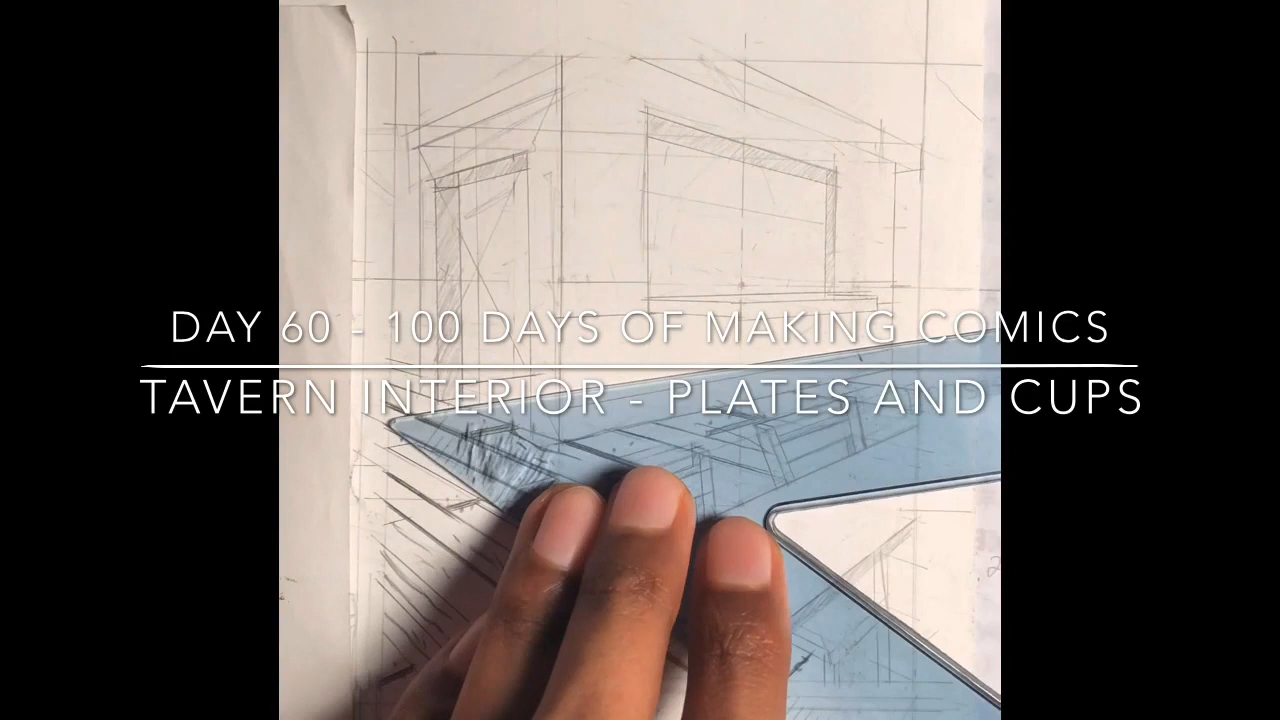 DAY 60 - 100 DAYS OF MAKING COMICS
TAVERN INTERIOR - PLATES AND CUPS